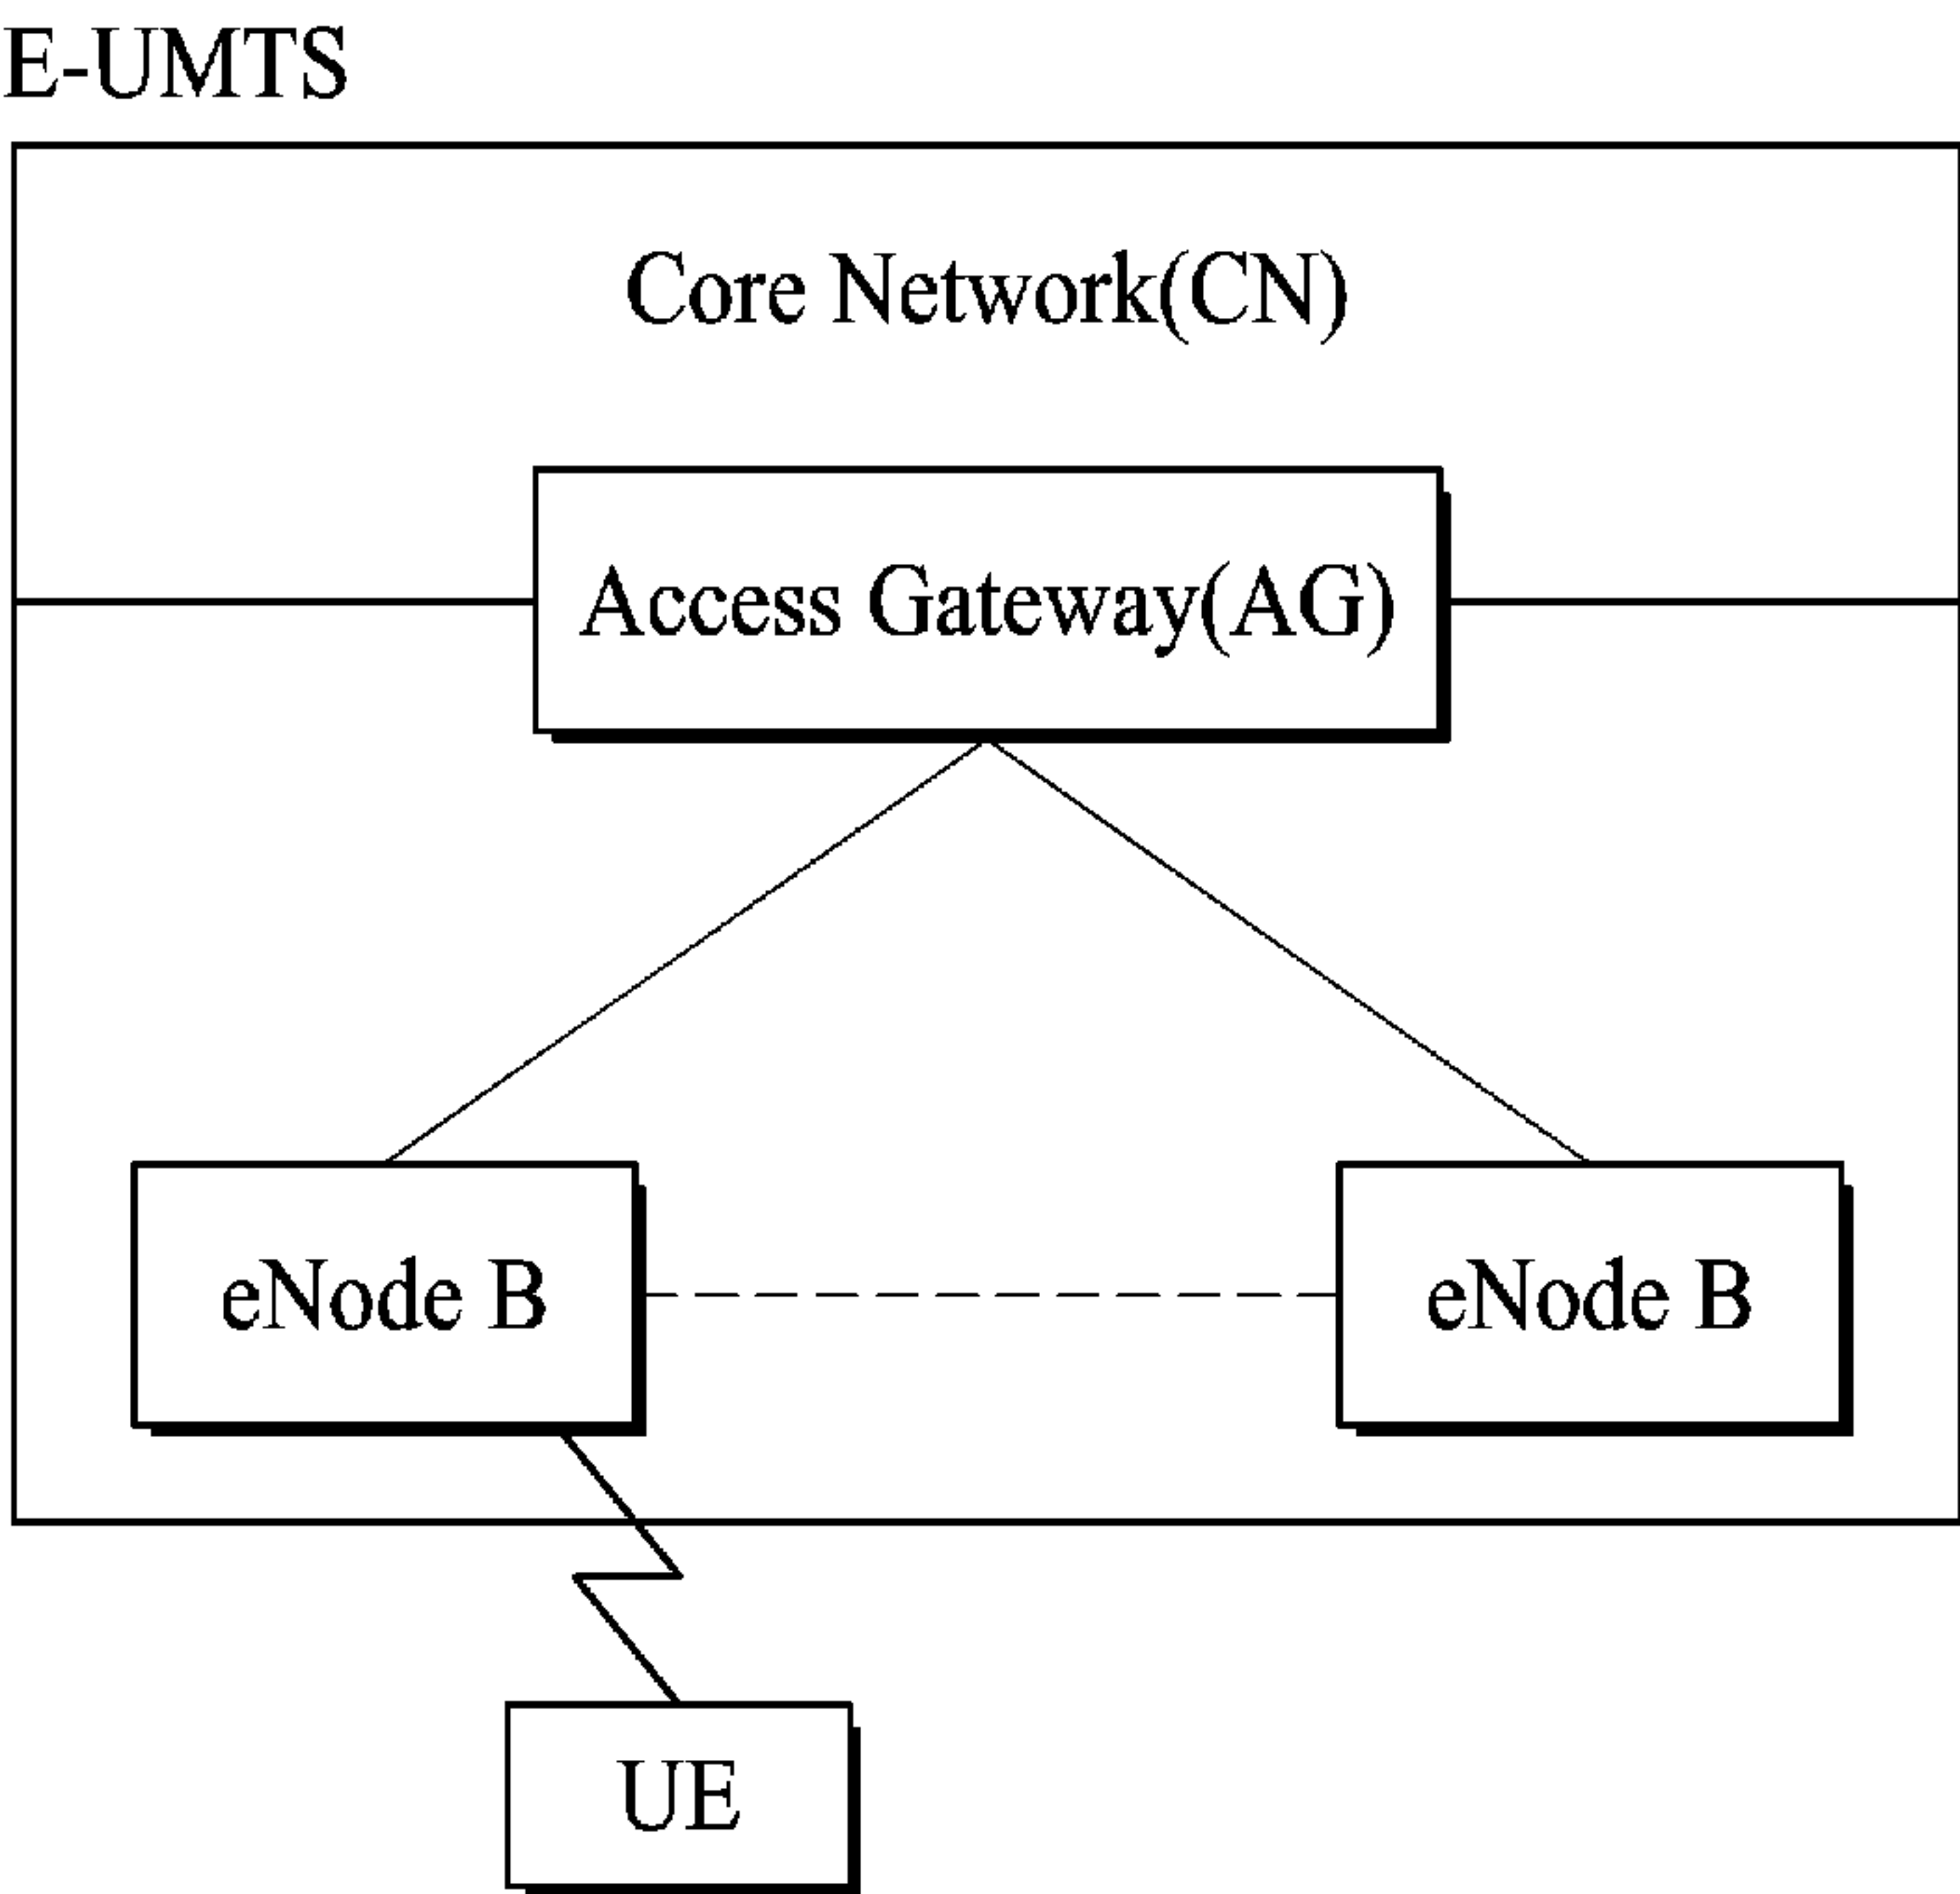 E-UMTS
Core Network(CN)
Access Gateway(AG)
eNode B
eNode B
UE